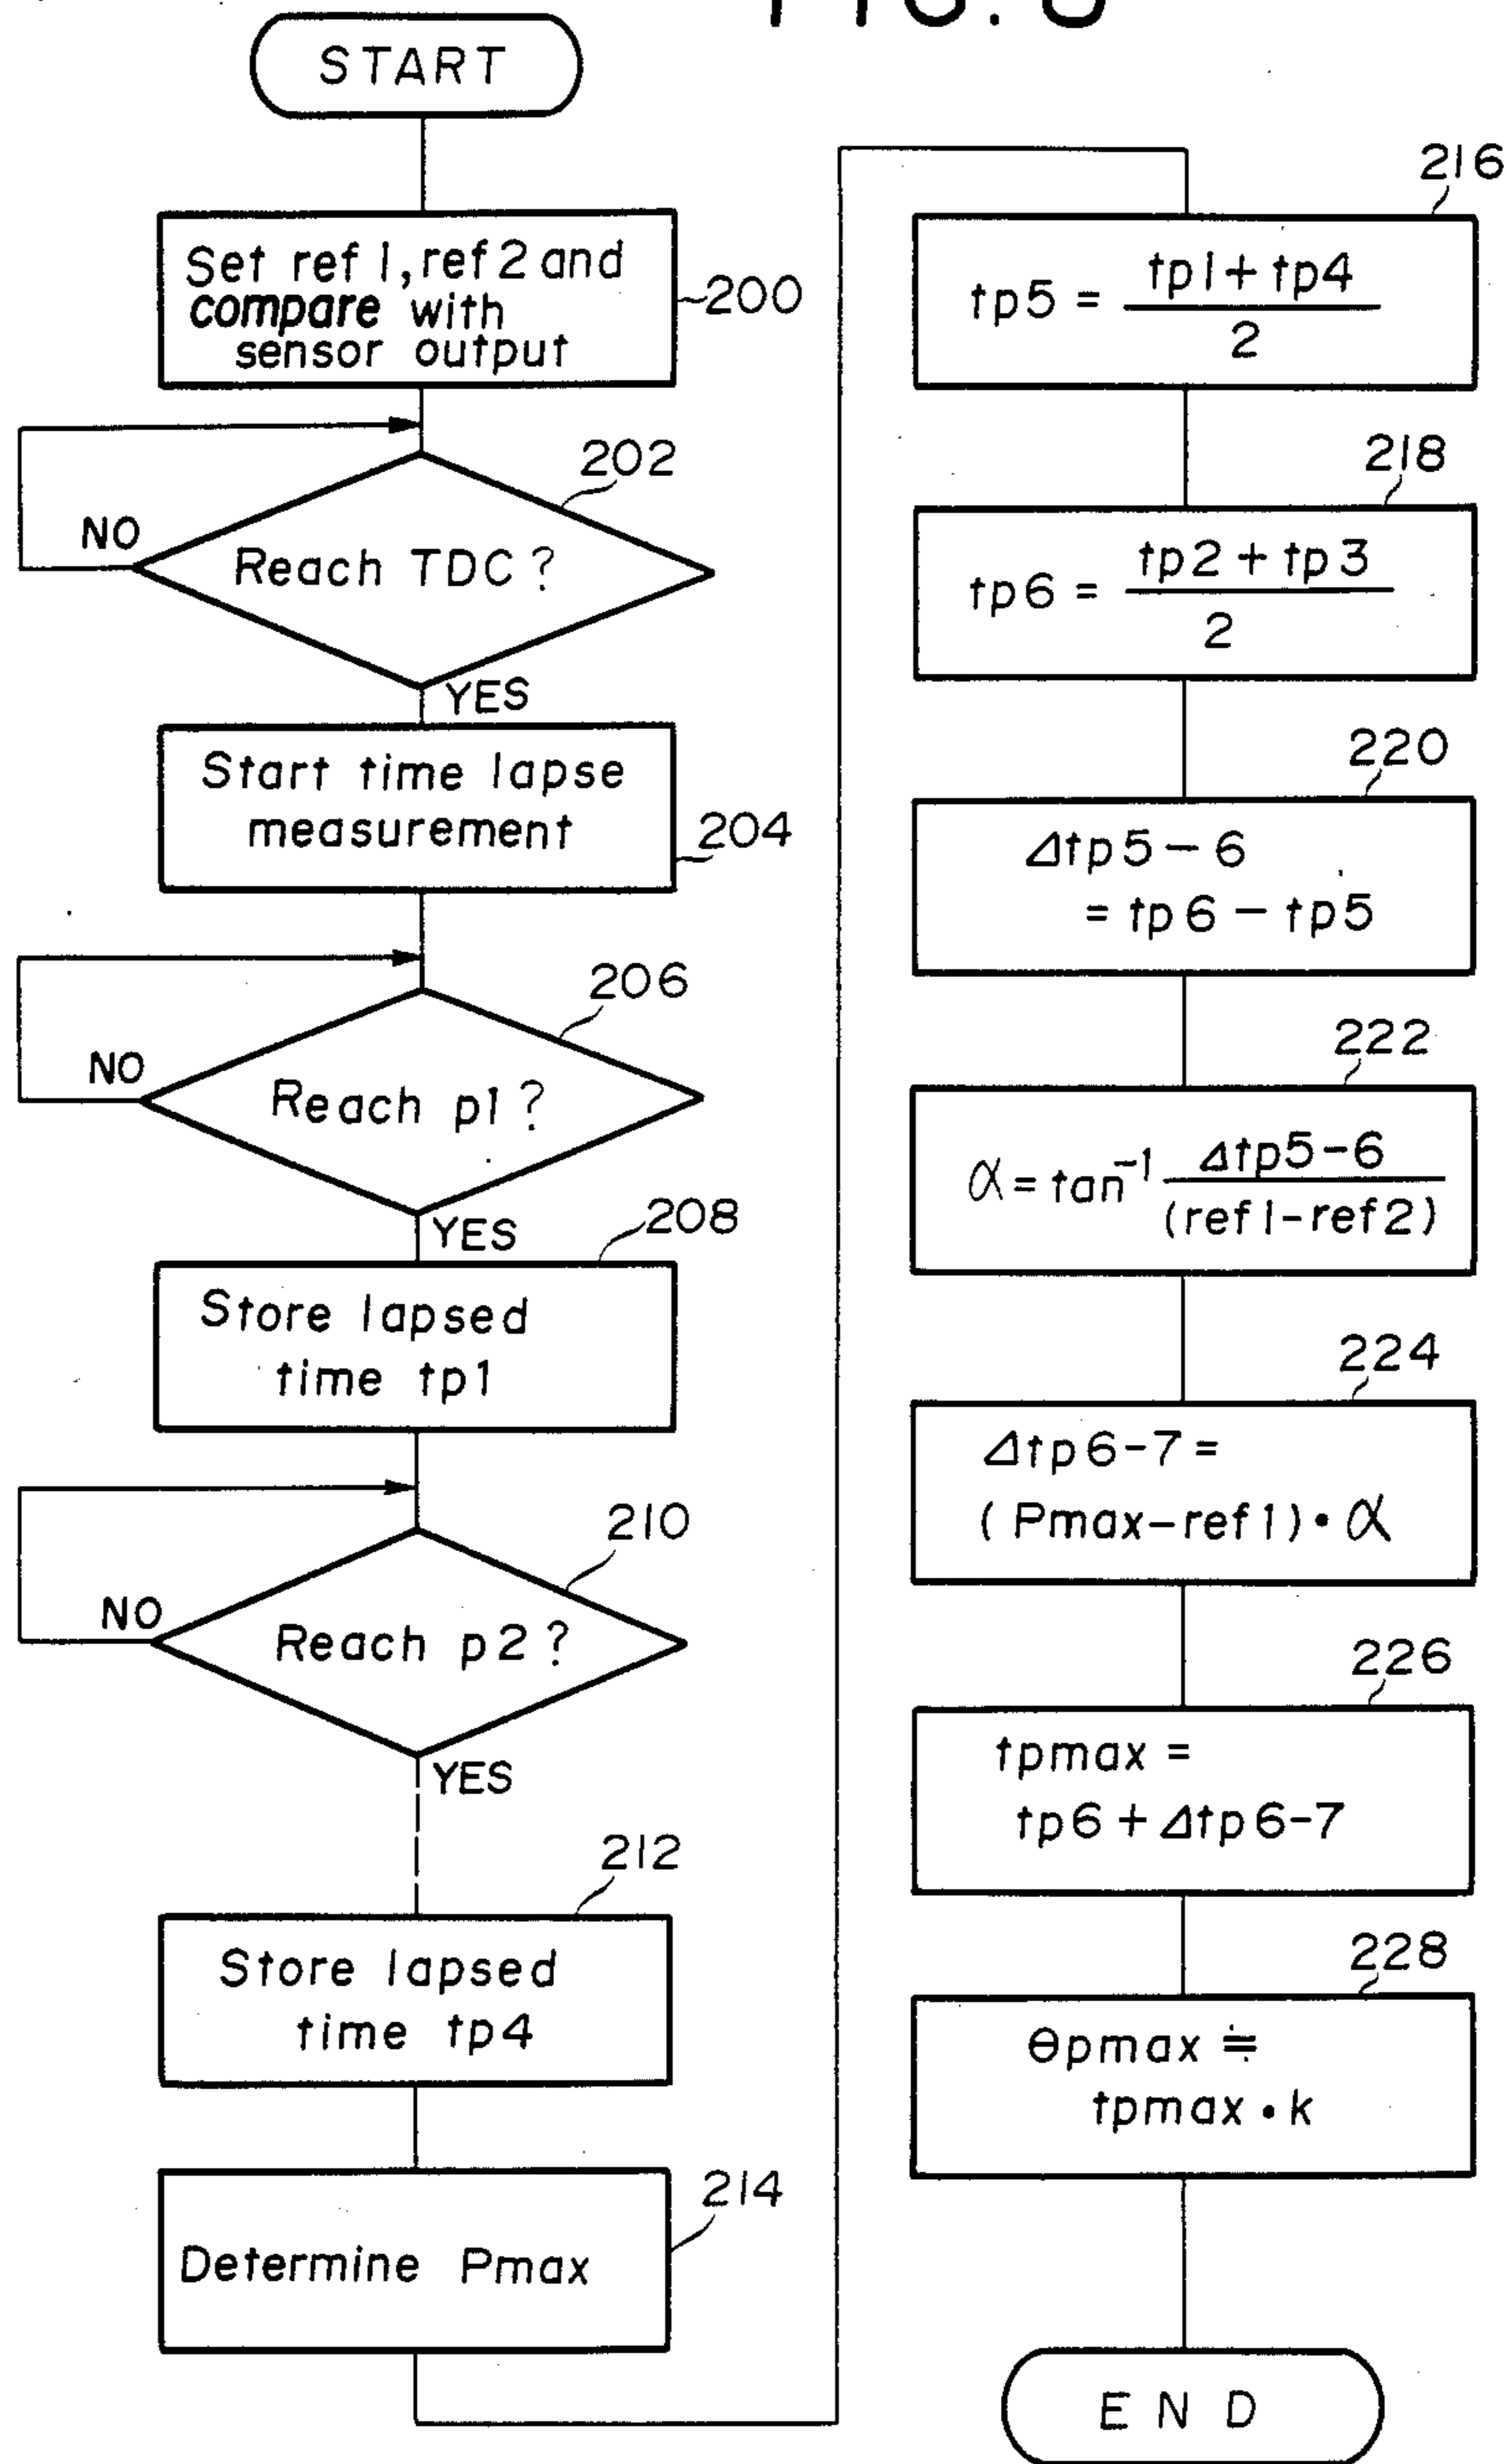 START
Set ref1, ref2 and
compare with
sensor output
200
202
NO
Reach TDC?
YES
Start time lapse
measurement
204
206
NO
Reach p1?
YES
208
Store lapsed
time tp1
210
NO
Reach p2?
YES
212
Store lapsed
time tp4
214
Determine Pmax
216
tp5 = tp1+tp4
2
218
tp6 = tp2+tp3
2
220
Δtp5-6
= tp6 - tp5
222
α = tan⁻¹ Δtp5-6
(ref1-ref2)
224
Δtp6-7 =
(Pmax-ref1)•α
226
tpmax =
tp6 + Δtp6-7
228
θpmax ≒
tpmax • k
END